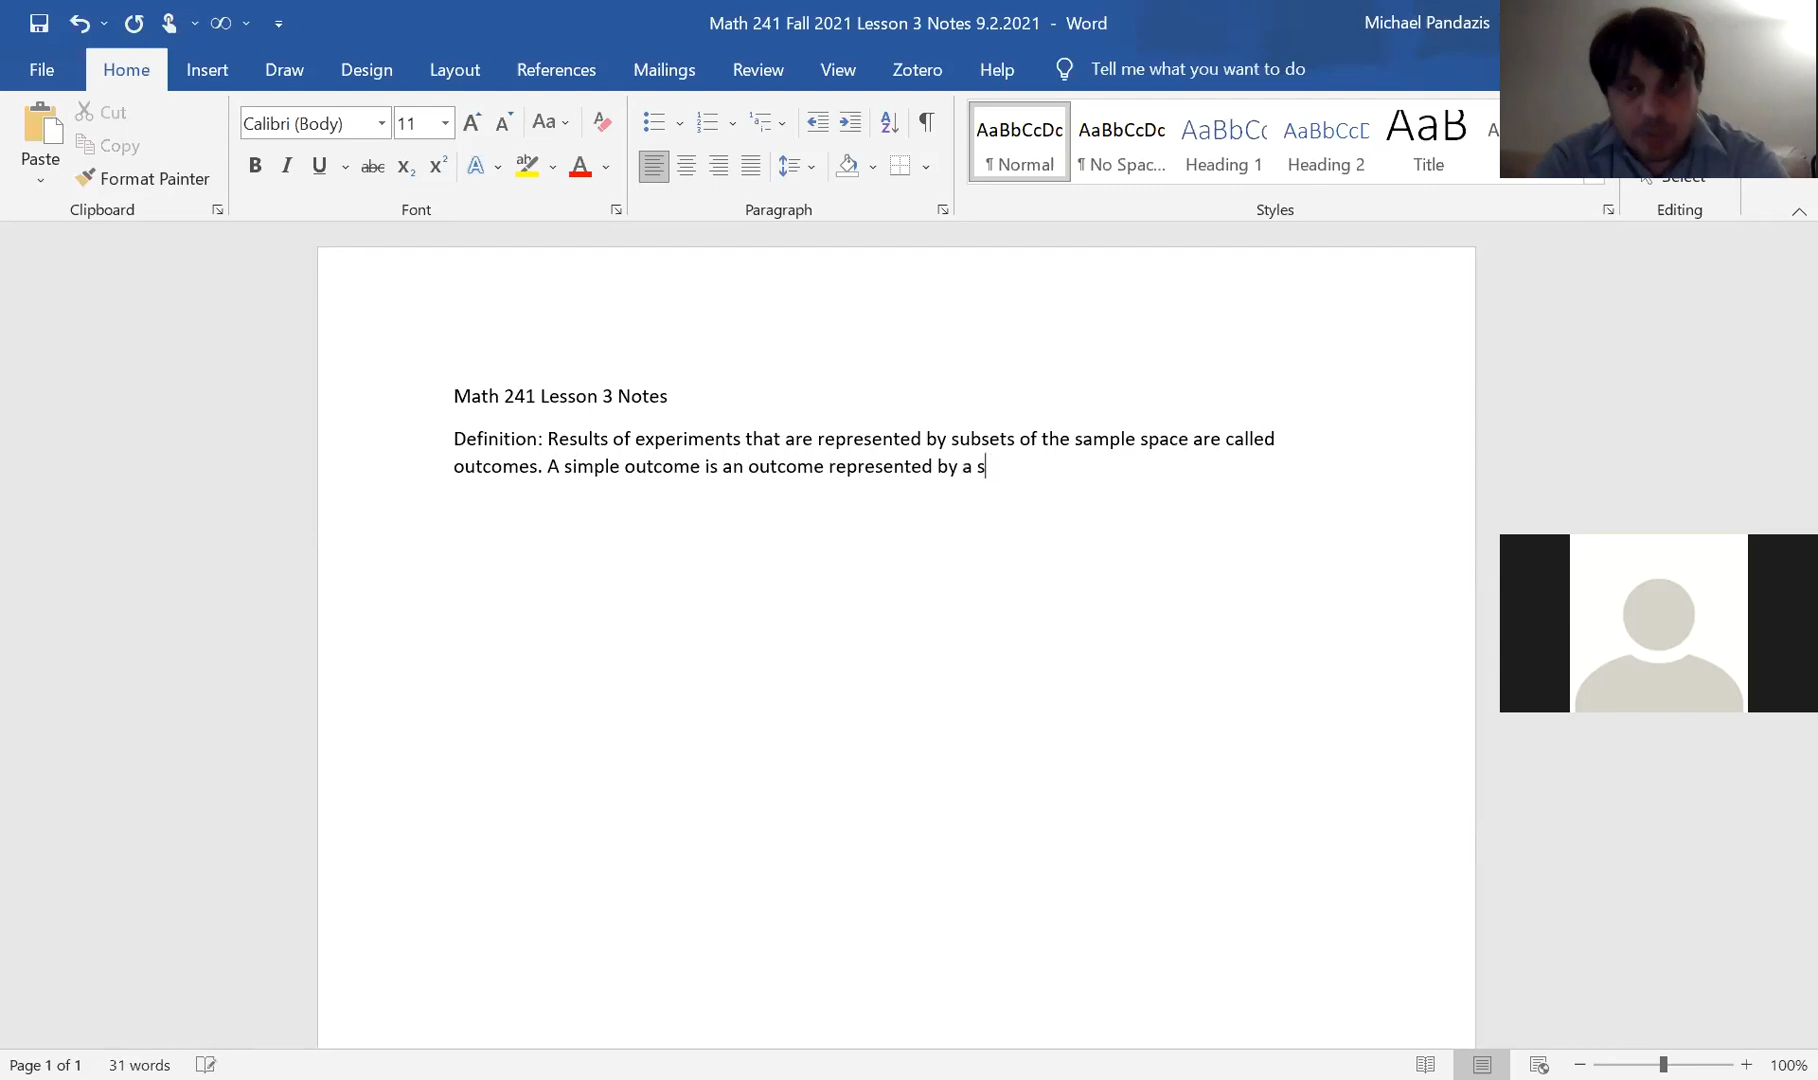 Math 241 Fall 2021 Lesson 3 Notes 9.2.2021 - Word
Michael Pandazis
File Home Insert Draw Design Layout References Mailings Review View Zotero Help Tell me what you want to do
Paste
Cut
Copy
Format Painter
Clipboard
Calibri (Body) 11
Font
Paragraph
AaBbCcDc AaBbCcDc AaBbCc AaBbCcD AaB
¶ Normal ¶ No Spac... Heading 1 Heading 2 Title
Styles
Select
Editing
Math 241 Lesson 3 Notes
Definition: Results of experiments that are represented by subsets of the sample space are called
outcomes. A simple outcome is an outcome represented by a s
Page 1 of 1 31 words
100%